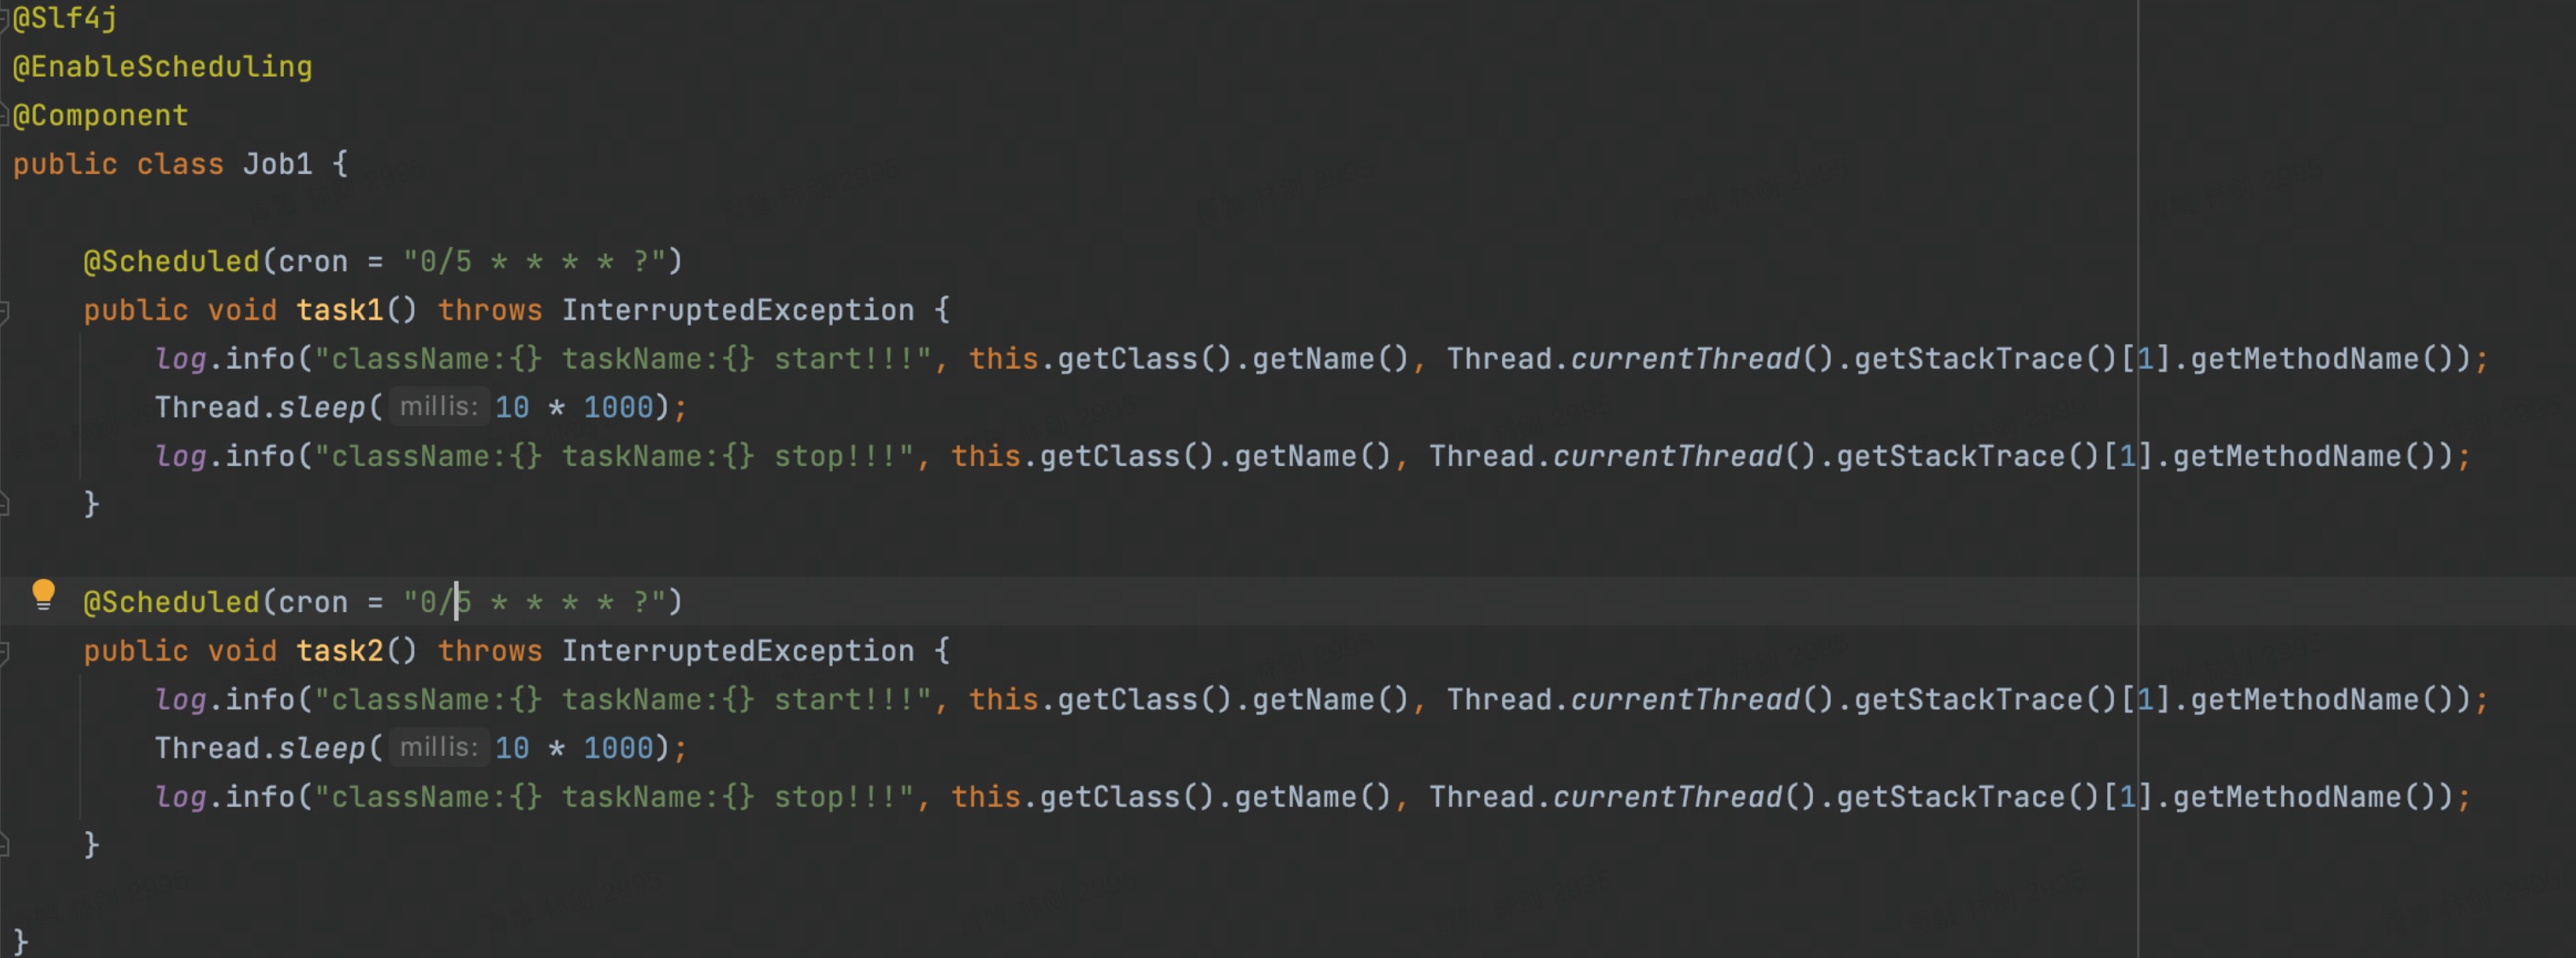 @Slf4j
@EnableScheduling
@Component
public class Job1 {
@Scheduled(cron = "0/5 * * * * ?")
public void task1() throws InterruptedException {
log.info("className:{} taskName:{} start!!!", this.getClass().getName(), Thread.currentThread().getStackTrace()[1].getMethodName());
Thread.sleep( millis: 10 * 1000);
log.info("className:{} taskName:{} stop!!!", this.getClass().getName(), Thread.currentThread().getStackTrace()[1].getMethodName());
}
@Scheduled(cron = "0/5 * * * * ?")
public void task2() throws InterruptedException {
log.info("className:{} taskName:{} start!!!", this.getClass().getName(), Thread.currentThread().getStackTrace()[1].getMethodName());
Thread.sleep( millis: 10 * 1000);
log.info("className:{} taskName:{} stop!!!", this.getClass().getName(), Thread.currentThread().getStackTrace()[1].getMethodName());
}
}